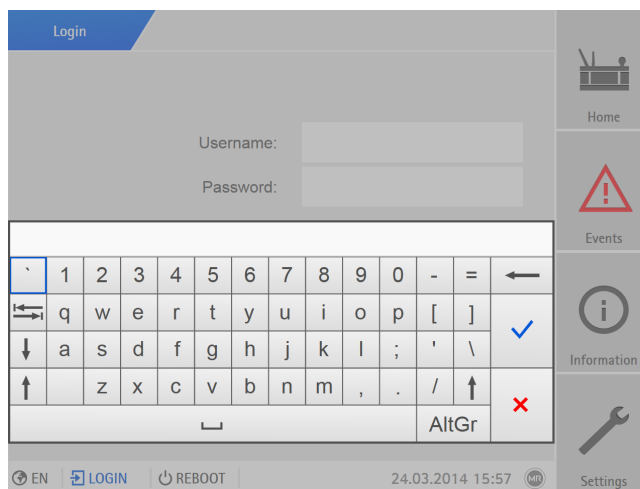 Login
Home
Username:
Password:
Events
` 1 2 3 4 5 6 7 8 9 0 - =
q w e r t y u i o p [ ]
a s d f g h j k l ; ' \
Information
z x c v b n m , . /
AltGr
EN LOGIN REBOOT 24.03.2014 15:57 MR
Settings